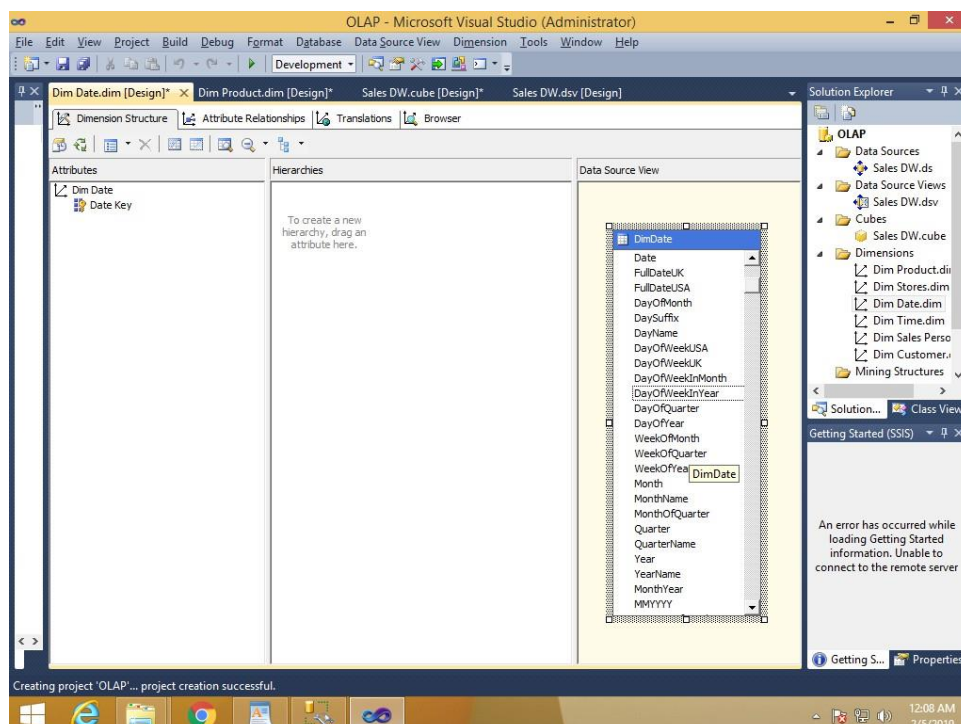 OLAP - Microsoft Visual Studio (Administrator)
File Edit View Project Build Debug Format Database Data Source View Dimension Tools Window Help
Development
Dim Date.dim [Design]* Dim Product.dim [Design]* Sales DW.cube [Design]* Sales DW.dsv [Design]
Dimension Structure Attribute Relationships Translations Browser
Attributes
Dim Date
Date Key
Hierarchies
To create a new
hierarchy, drag an
attribute here.
Data Source View
DimDate
Date
FullDateUK
FullDateUSA
DayOfMonth
DaySuffix
DayName
DayOfWeekUSA
DayOfWeekUK
DayOfWeekInMonth
DayOfWeekInYear
DayOfQuarter
DayOfYear
WeekOfMonth
WeekOfQuarter
WeekOfYea
DimDate
Month
MonthName
MonthOfQuarter
Quarter
QuarterName
Year
YearName
MonthYear
MMYYYY
Solution Explorer
OLAP
Data Sources
Sales DW.ds
Data Source Views
Sales DW.dsv
Cubes
Sales DW.cube
Dimensions
Dim Product.di
Dim Stores.dim
Dim Date.dim
Dim Time.dim
Dim Sales Perso
Dim Customer.
Mining Structures
Solution... Class View
Getting Started (SSIS)
An error has occurred while
loading Getting Started
information. Unable to
connect to the remote server
Getting S... Properties
Creating project 'OLAP'... project creation successful.
12:08 AM